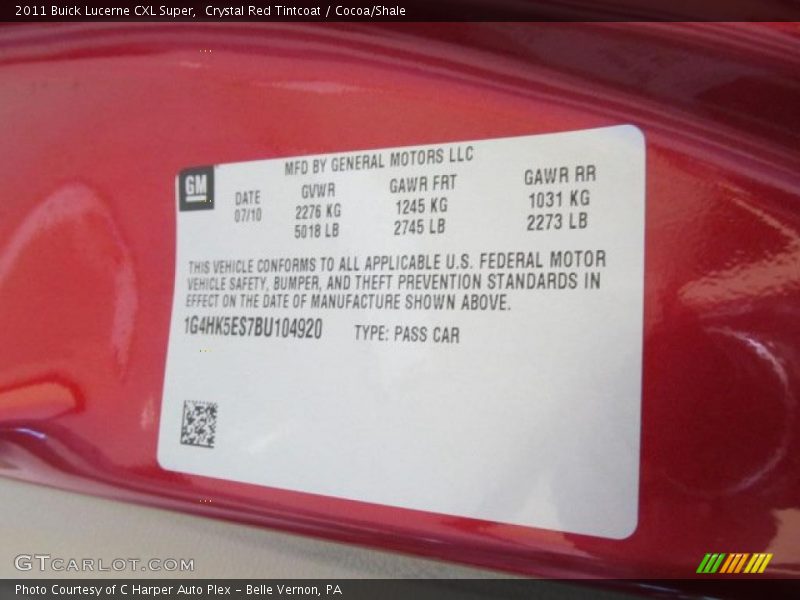 2011 Buick Lucerne CXL Super,  Crystal Red Tintcoat / Cocoa/Shale
GM
MFD BY GENERAL MOTORS LLC
DATE GVWR GAWR FRT GAWR RR
07/10 2276 KG 1245 KG 1031 KG
5018 LB 2745 LB 2273 LB
THIS VEHICLE CONFORMS TO ALL APPLICABLE U.S. FEDERAL MOTOR
VEHICLE SAFETY, BUMPER, AND THEFT PREVENTION STANDARDS IN
EFFECT ON THE DATE OF MANUFACTURE SHOWN ABOVE.
1G4HK5ES7BU104920 TYPE: PASS CAR
GTCARLOT.COM
Photo Courtesy of C Harper Auto Plex - Belle Vernon, PA